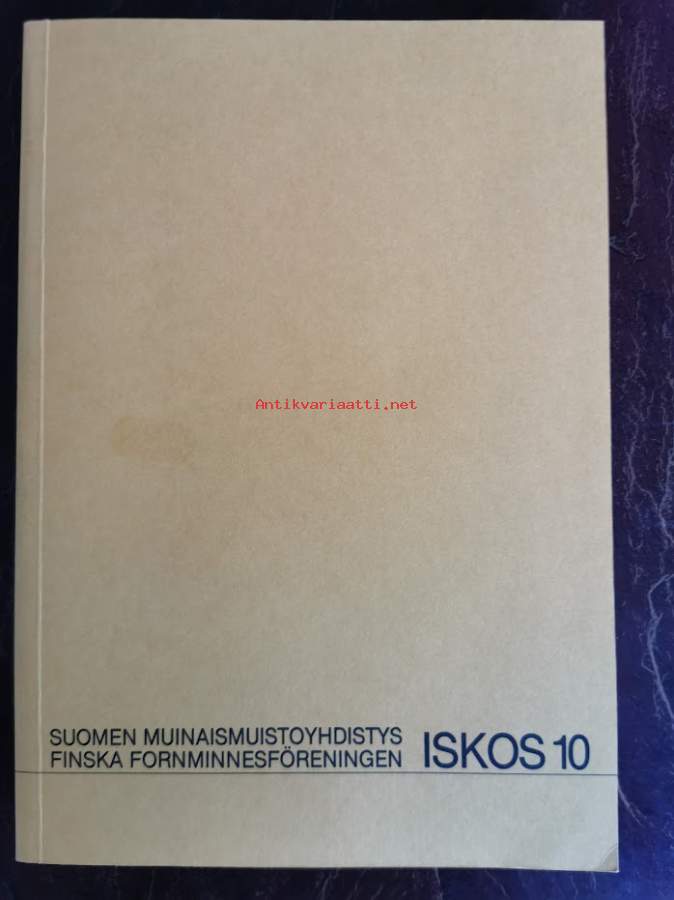 Antikvariaatti.net
SUOMEN MUINAISMUISTOYHDISTYS
FINSKA FORNMINNESFÖRENINGEN
ISKOS 10